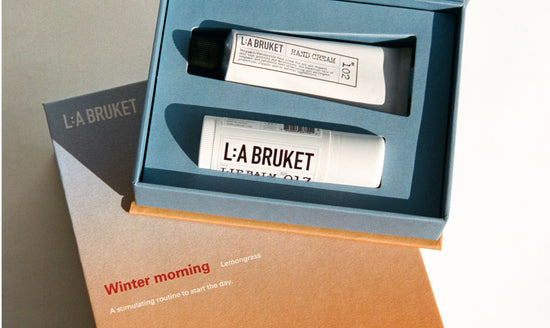 L:A BRUKET
HAND CREAM
N°
102
L:A BRUKET
LIP BALM 017
L:A BRUKET
Winter morning Lemongrass
A stimulating routine to start the day.